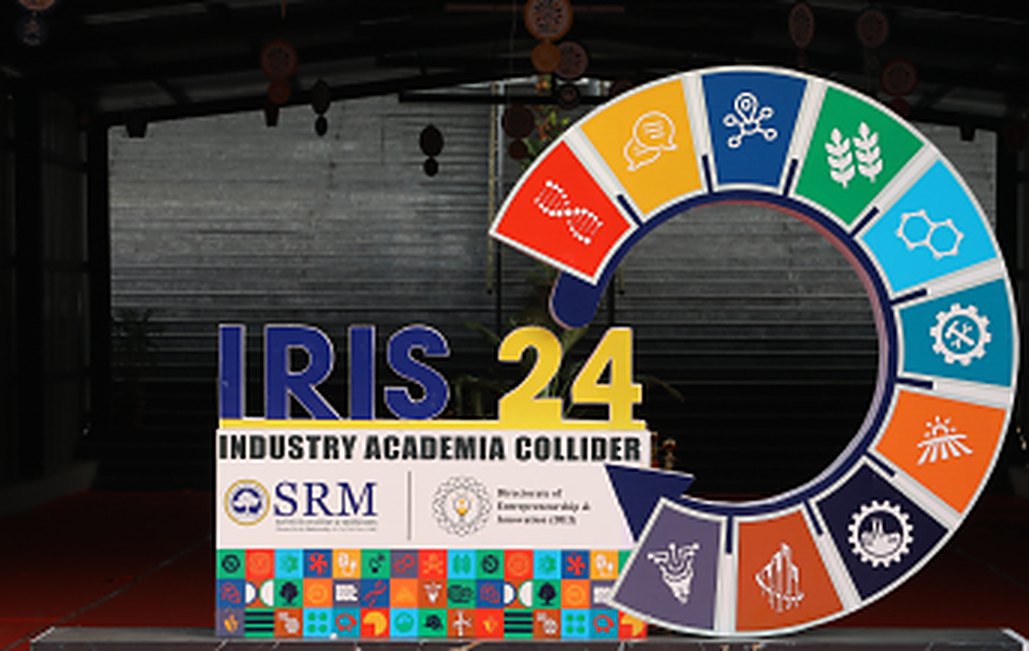 IRIS 24
INDUSTRY ACADEMIA COLLIDER
SRM
Directorate of
Entrepreneurship &
Innovation (DEI)